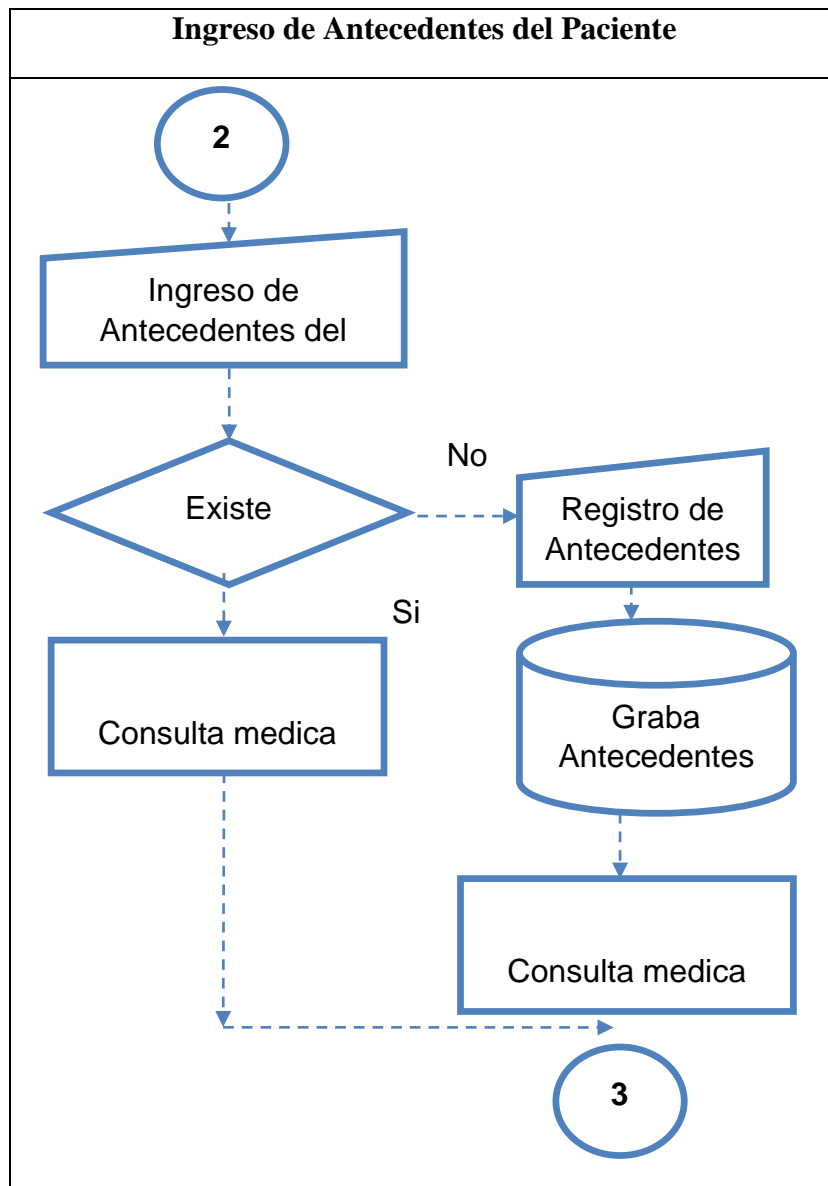 Ingreso de Antecedentes del Paciente
2
Ingreso de
Antecedentes del
Existe
No
Registro de
Antecedentes
Si
Consulta medica
Graba
Antecedentes
Consulta medica
3